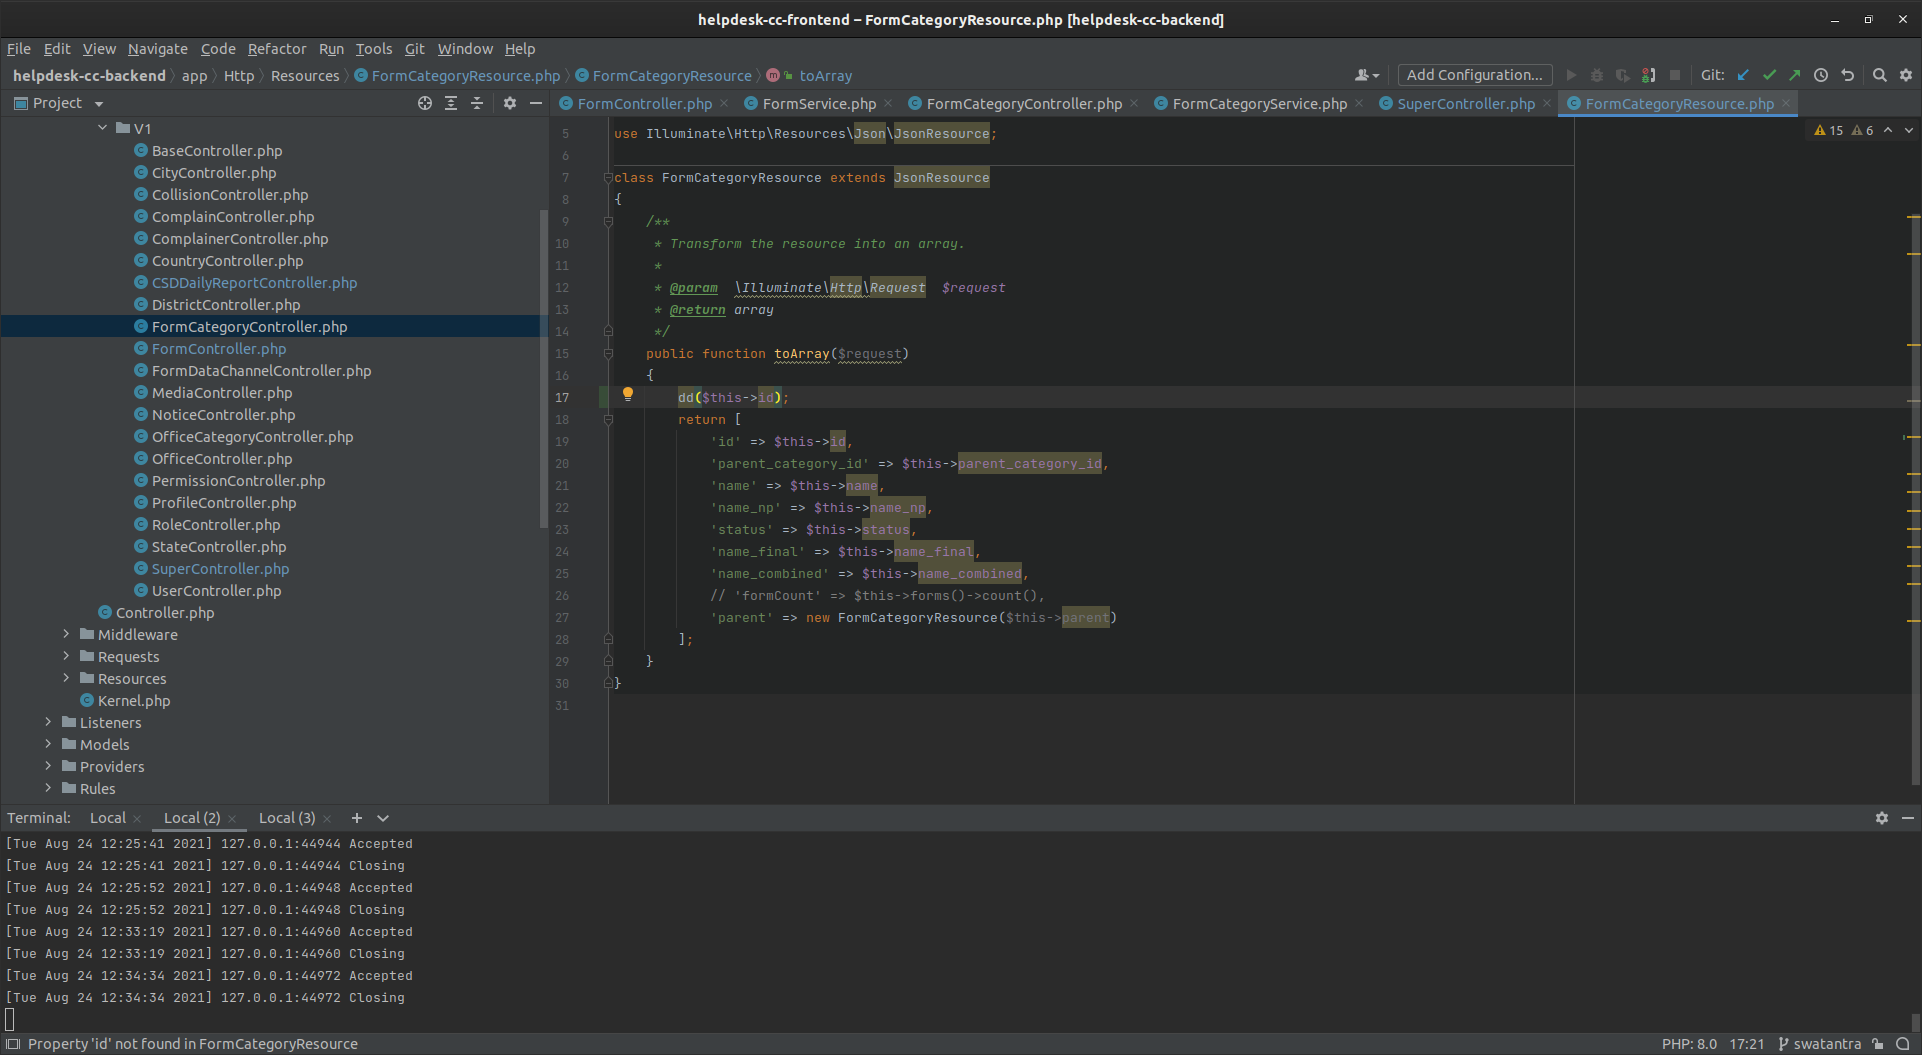 helpdesk-cc-frontend – FormCategoryResource.php [helpdesk-cc-backend]
File Edit View Navigate Code Refactor Run Tools Git Window Help
helpdesk-cc-backend app Http Resources FormCategoryResource.php FormCategoryResource toArray Add Configuration... Git:
Project
FormController.php FormService.php FormCategoryController.php FormCategoryService.php SuperController.php FormCategoryResource.php
V1
BaseController.php
CityController.php
CollisionController.php
ComplainController.php
ComplainerController.php
CountryController.php
CSDDailyReportController.php
DistrictController.php
FormCategoryController.php
FormController.php
FormDataChannelController.php
MediaController.php
NoticeController.php
OfficeCategoryController.php
OfficeController.php
PermissionController.php
ProfileController.php
RoleController.php
StateController.php
SuperController.php
UserController.php
Controller.php
Middleware
Requests
Resources
Kernel.php
Listeners
Models
Providers
Rules
15 6
5 use Illuminate\Http\Resources\Json\JsonResource;
6
7 class FormCategoryResource extends JsonResource
8 {
9 /**
10 * Transform the resource into an array.
11 *
12 * @param \Illuminate\Http\Request $request
13 * @return array
14 */
15 public function toArray($request)
16 {
17 dd($this->id);
18 return [
19 'id' => $this->id,
20 'parent_category_id' => $this->parent_category_id,
21 'name' => $this->name,
22 'name_np' => $this->name_np,
23 'status' => $this->status,
24 'name_final' => $this->name_final,
25 'name_combined' => $this->name_combined,
26 // 'formCount' => $this->forms()->count(),
27 'parent' => new FormCategoryResource($this->parent)
28 ];
29 }
30 }
31
Terminal: Local Local (2) Local (3)
[Tue Aug 24 12:25:41 2021] 127.0.0.1:44944 Accepted
[Tue Aug 24 12:25:41 2021] 127.0.0.1:44944 Closing
[Tue Aug 24 12:25:52 2021] 127.0.0.1:44948 Accepted
[Tue Aug 24 12:25:52 2021] 127.0.0.1:44948 Closing
[Tue Aug 24 12:33:19 2021] 127.0.0.1:44960 Accepted
[Tue Aug 24 12:33:19 2021] 127.0.0.1:44960 Closing
[Tue Aug 24 12:34:34 2021] 127.0.0.1:44972 Accepted
[Tue Aug 24 12:34:34 2021] 127.0.0.1:44972 Closing
Property 'id' not found in FormCategoryResource PHP: 8.0 17:21 swatantra